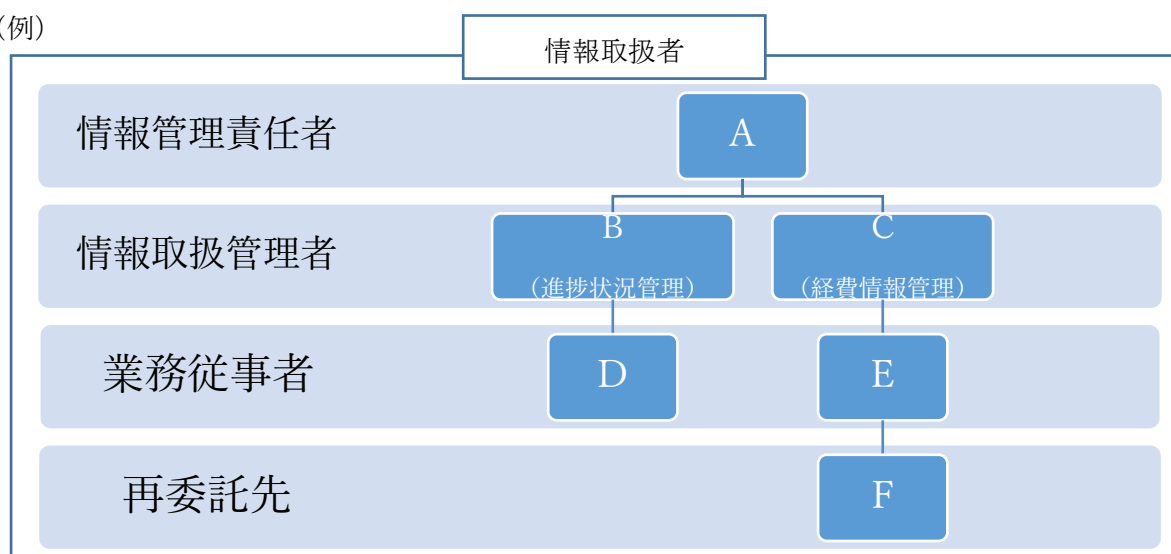 (例)
情報取扱者
情報管理責任者
A
情報取扱管理者
B
(進捗状況管理)
C
(経費情報管理)
業務従事者
D
E
再委託先
F